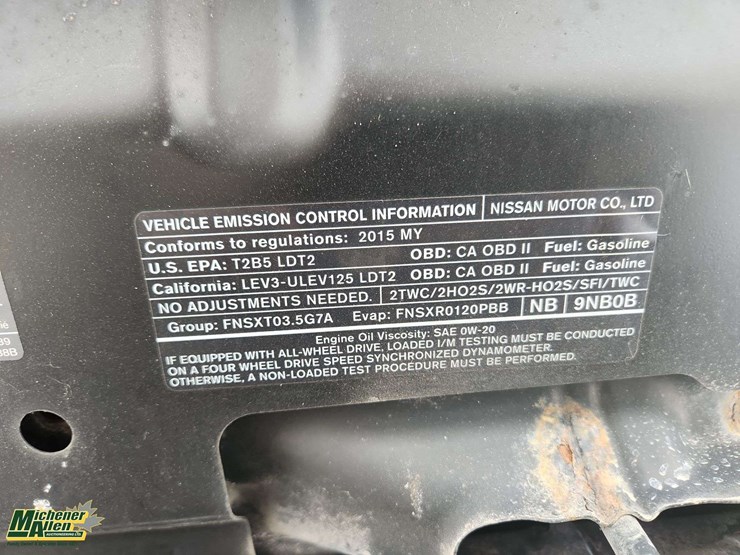 VEHICLE EMISSION CONTROL INFORMATION NISSAN MOTOR CO., LTD
Conforms to regulations: 2015 MY
U.S. EPA: T2B5 LDT2 OBD: CA OBD II Fuel: Gasoline
California: LEV3-ULEV125 LDT2 OBD: CA OBD II Fuel: Gasoline
NO ADJUSTMENTS NEEDED. 2TWC/2HO2S/2WR-HO2S/SFI/TWC
Group: FNSXT03.5G7A Evap: FNSXR0120PBB NB 9NB0B
Engine Oil Viscosity: SAE 0W-20
IF EQUIPPED WITH ALL-WHEEL DRIVE, LOADED I/M TESTING MUST BE CONDUCTED
ON A FOUR WHEEL DRIVE SPEED SYNCHRONIZED DYNAMOMETER.
OTHERWISE, A NON-LOADED TEST PROCEDURE MUST BE PERFORMED.
Michener
Allen
AUCTIONEERING LTD.